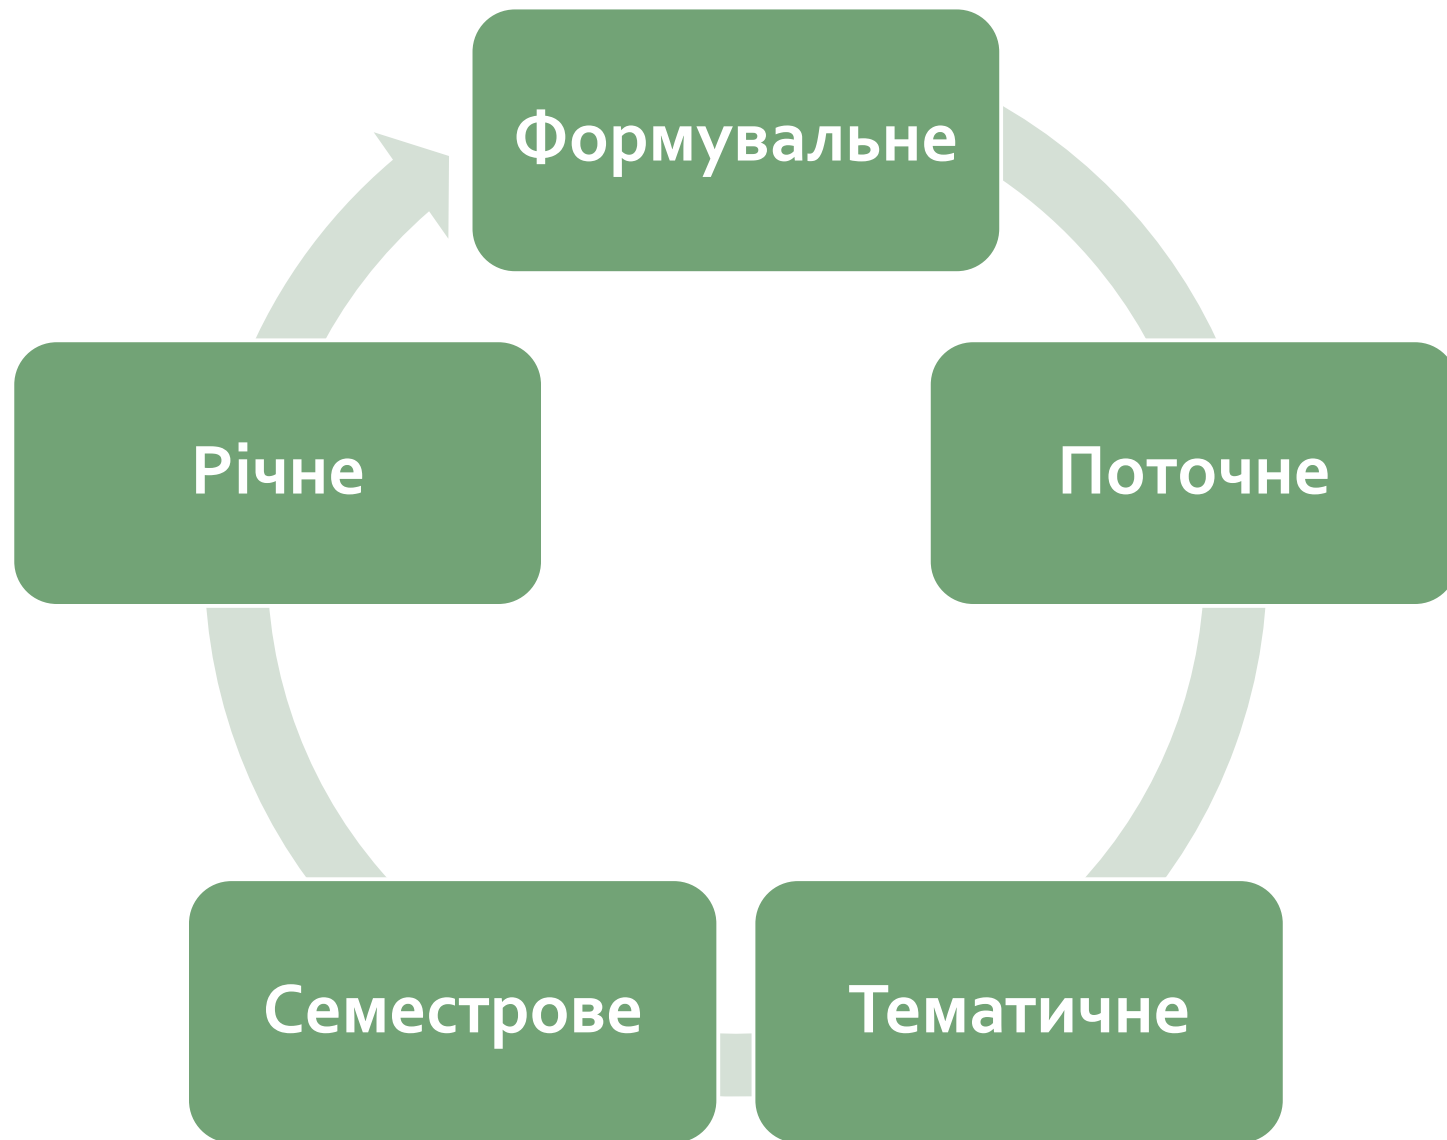 Формувальне
Поточне
Тематичне
Семестрове
Річне